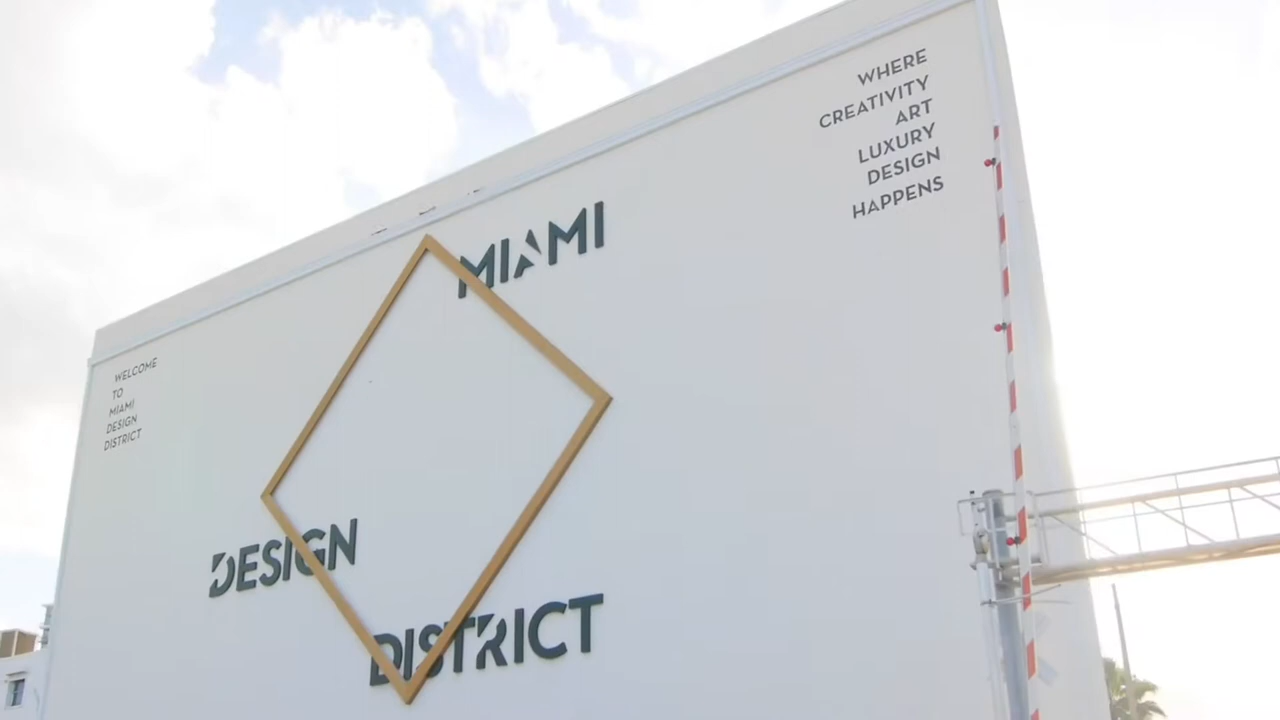 WHERE
CREATIVITY
ART
LUXURY
DESIGN
HAPPENS
MIAMI
WELCOME
TO
MIAMI
DESIGN
DISTRICT
DESIGN
DISTRICT